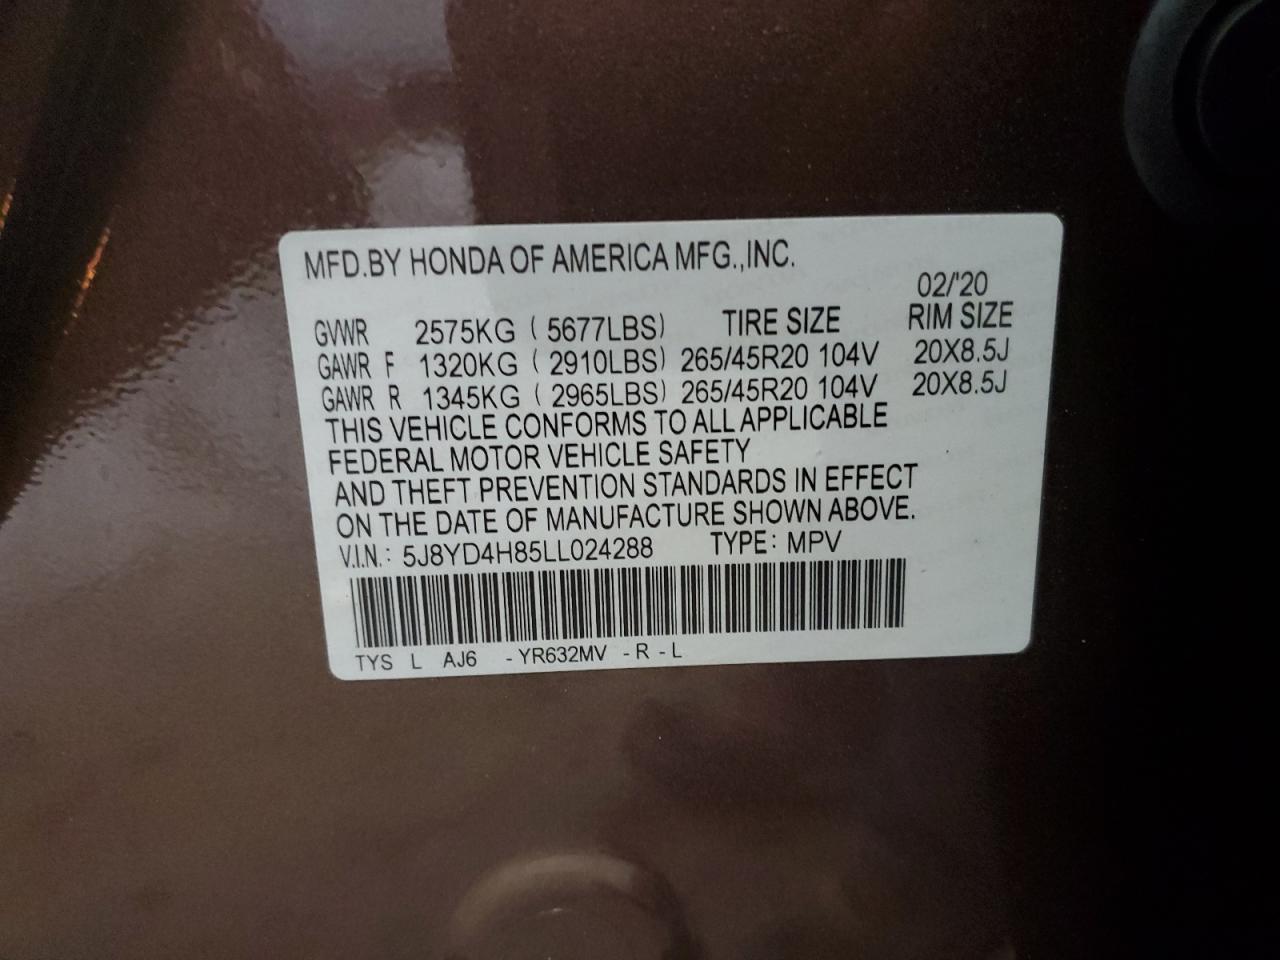 MFD.BY HONDA OF AMERICA MFG.,INC.
02/'20
GVWR 2575KG ( 5677LBS) TIRE SIZE RIM SIZE
GAWR F 1320KG ( 2910LBS) 265/45R20 104V 20X8.5J
GAWR R 1345KG ( 2965LBS) 265/45R20 104V 20X8.5J
THIS VEHICLE CONFORMS TO ALL APPLICABLE
FEDERAL MOTOR VEHICLE SAFETY
AND THEFT PREVENTION STANDARDS IN EFFECT
ON THE DATE OF MANUFACTURE SHOWN ABOVE.
V.I.N.: 5J8YD4H85LL024288 TYPE: MPV
TYS L AJ6 -YR632MV -R -L